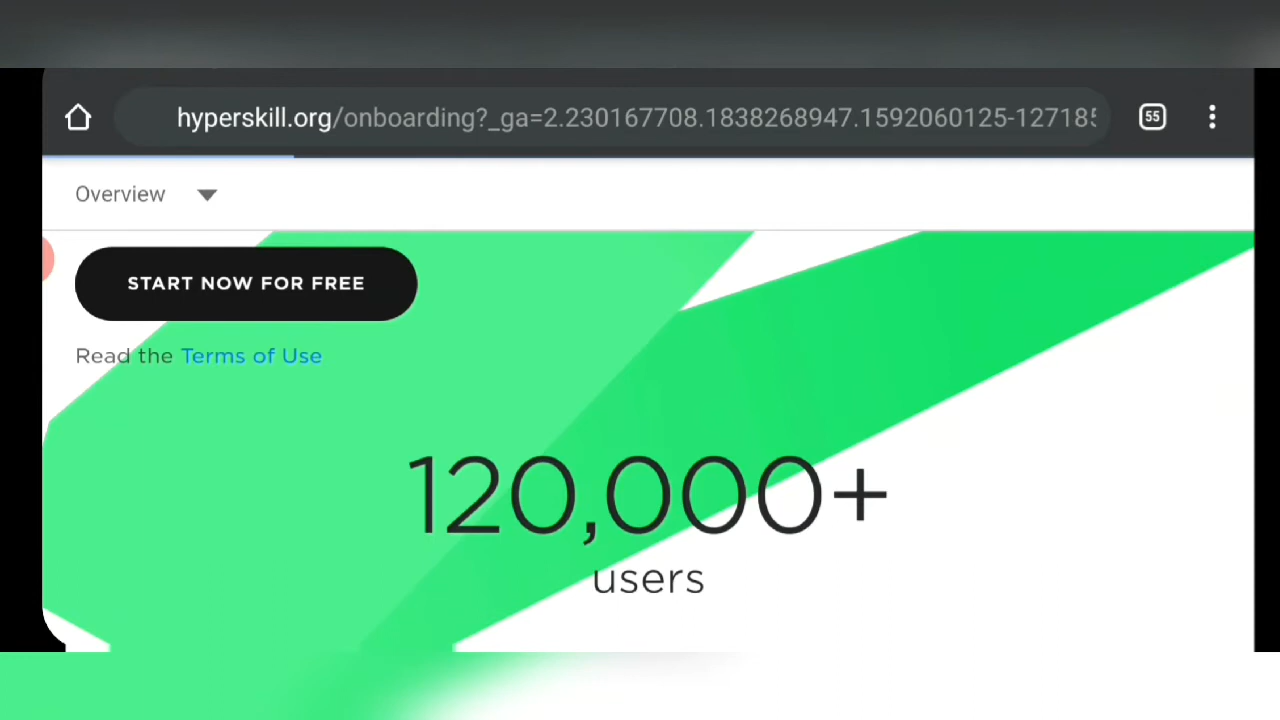 hyperskill.org/onboarding?_ga=2.230167708.1838268947.1592060125-127185
55
Overview
START NOW FOR FREE
Read the Terms of Use
120,000+
users